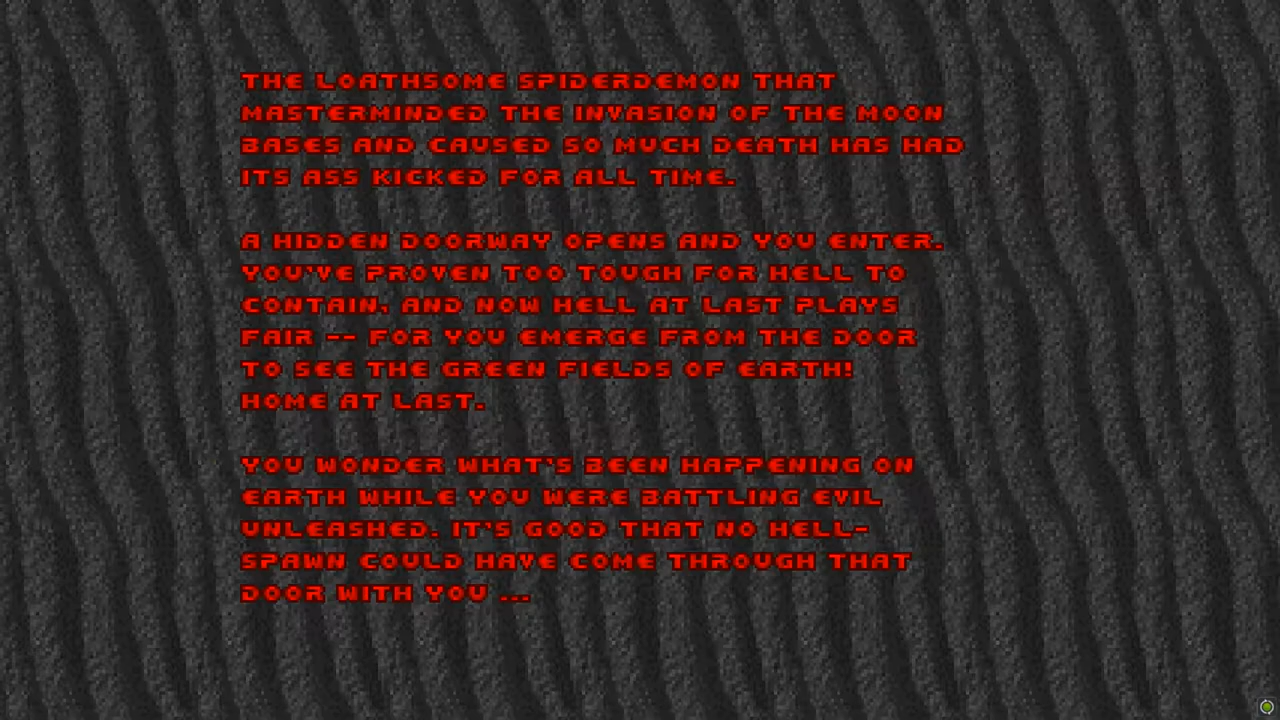 THE LOATHSOME SPIDERDEMON THAT
MASTERMINDED THE INVASION OF THE MOON
BASES AND CAUSED SO MUCH DEATH HAS HAD
ITS ASS KICKED FOR ALL TIME.
A HIDDEN DOORWAY OPENS AND YOU ENTER.
YOU'VE PROVEN TOO TOUGH FOR HELL TO
CONTAIN, AND NOW HELL AT LAST PLAYS
FAIR -- FOR YOU EMERGE FROM THE DOOR
TO SEE THE GREEN FIELDS OF EARTH!
HOME AT LAST.
YOU WONDER WHAT'S BEEN HAPPENING ON
EARTH WHILE YOU WERE BATTLING EVIL
UNLEASHED. IT'S GOOD THAT NO HELL-
SPAWN COULD HAVE COME THROUGH THAT
DOOR WITH YOU ...